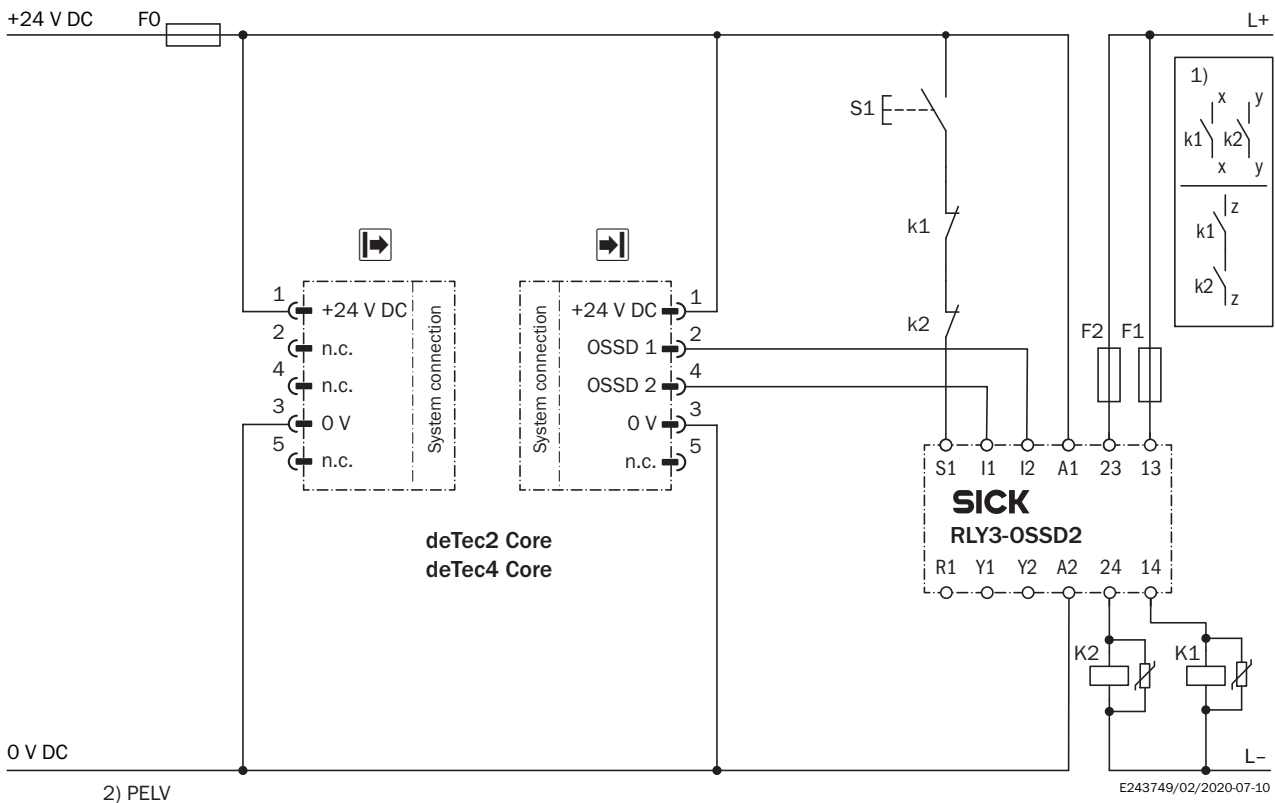 +24 V DC
F0
L+
1)
x
y
k1
k2
x
y
z
k1
k2
z
S1
k1
k2
1
+24 V DC
2
n.c.
4
n.c.
3
0 V
5
n.c.
System connection
System connection
+24 V DC
1
OSSD 1
2
OSSD 2
4
0 V
3
n.c.
5
deTec2 Core
deTec4 Core
F2
F1
S1
I1
I2
A1
23
13
SICK
RLY3-OSSD2
R1
Y1
Y2
A2
24
14
K2
K1
0 V DC
L–
2) PELV
E243749/02/2020-07-10